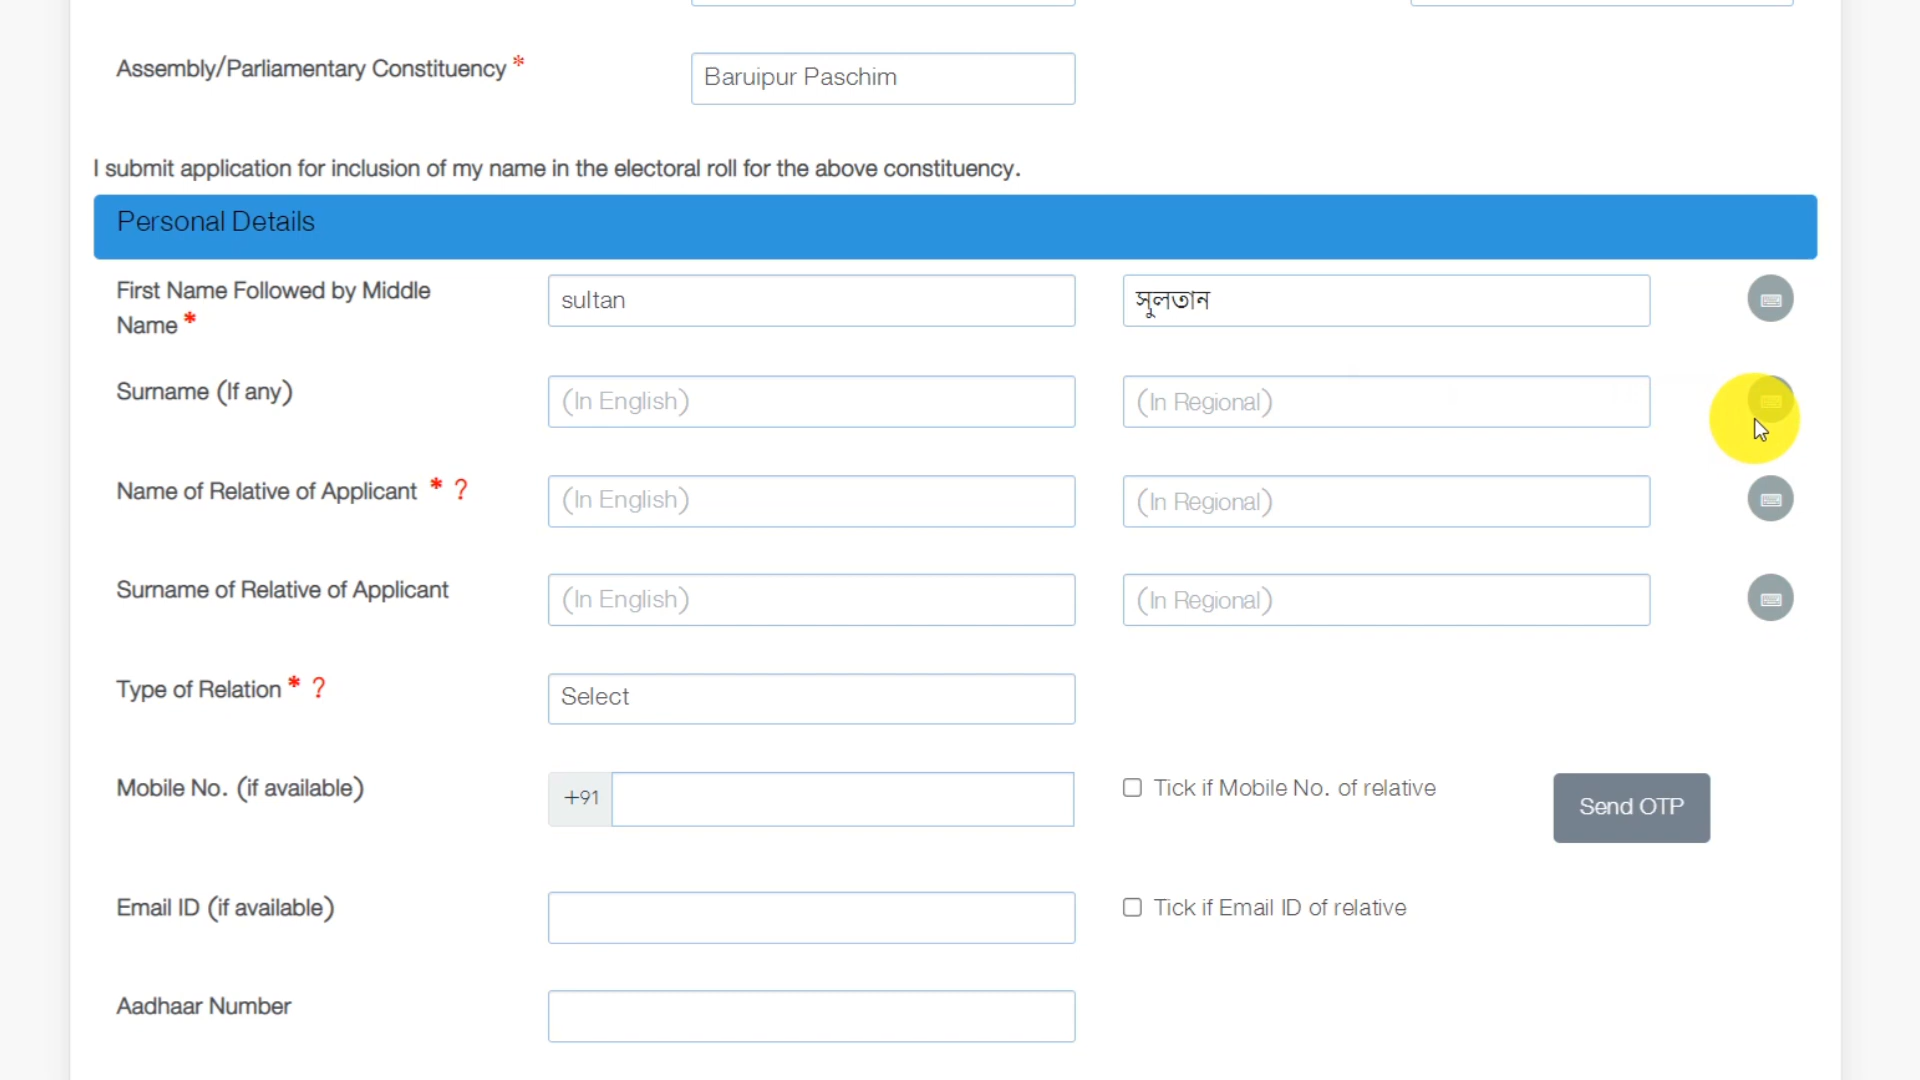 Assembly/Parliamentary Constituency *
Baruipur Paschim
I submit application for inclusion of my name in the electoral roll for the above constituency.
Personal Details
First Name Followed by Middle
Name *
sultan
সুলতান
Surname (If any)
(In English)
(In Regional)
Name of Relative of Applicant * ?
(In English)
(In Regional)
Surname of Relative of Applicant
(In English)
(In Regional)
Type of Relation * ?
Select
Mobile No. (if available)
+91
Tick if Mobile No. of relative
Send OTP
Email ID (if available)
Tick if Email ID of relative
Aadhaar Number